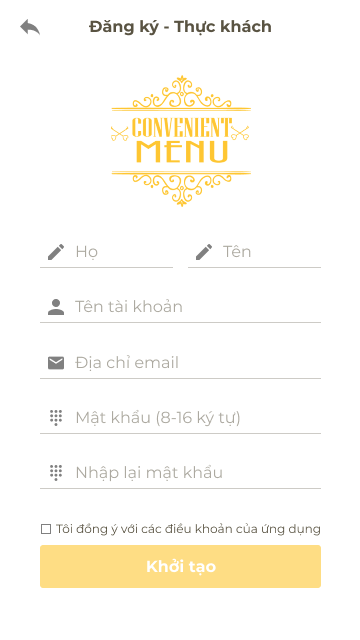 Đăng ký - Thực khách
CONVENIENT
MENU
Họ
Tên
Tên tài khoản
Địa chỉ email
Mật khẩu (8-16 ký tự)
Nhập lại mật khẩu
Tôi đồng ý với các điều khoản của ứng dụng
Khởi tạo